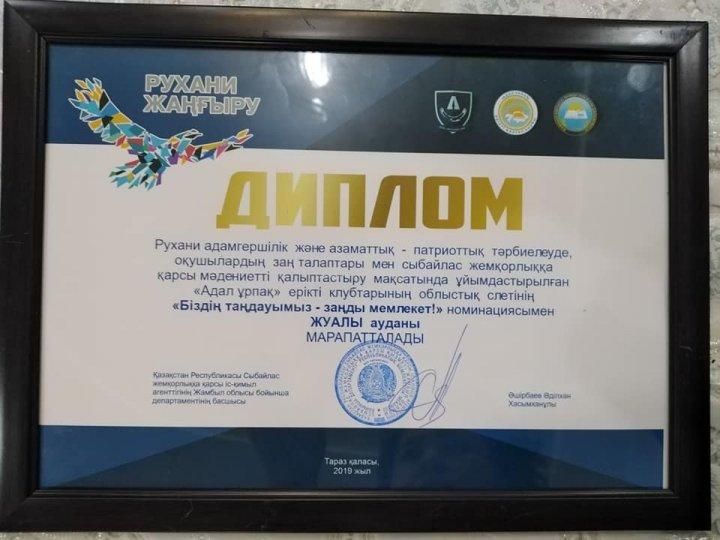 РУХАНИ
ЖАҢҒЫРУ
ДИПЛОМ
Рухани адамгершілік және азаматтық - патриоттық тәрбиелеуде,
оқушылардың заң талаптары мен сыбайлас жемқорлыққа
қарсы мәдениетті қалыптастыру мақсатында ұйымдастырылған
«Адал ұрпақ» ерікті клубтарының облыстық слетінің
«Біздің таңдауымыз - заңды мемлекет!» номинациясымен
ЖУАЛЫ ауданы
МАРАПАТТАЛАДЫ
Қазақстан Республикасы Сыбайлас
жемқорлыққа қарсы іс-қимыл
агенттігінің Жамбыл облысы бойынша
департаментінің басшысы
Әшірбаев Әділхан
Хасымханұлы
Тараз қаласы,
2019 жыл